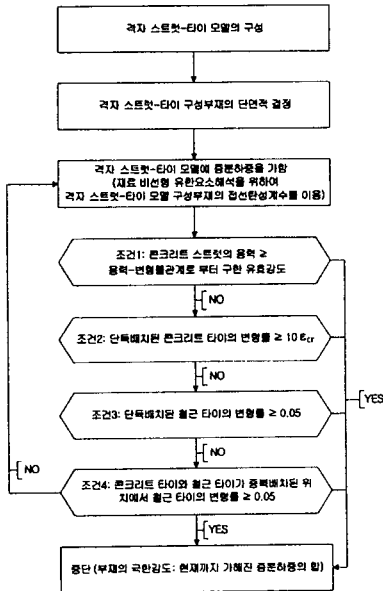 격자 스트럿-타이 모델의 구성
격자 스트럿-타이 구성부재의 단면적 결정
격자 스트럿-타이 모델에 증분하중을 가함
(재료 비선형 유한요소해석을 위하여
격자 스트럿-타이 모델 구성부재의 접선탄성계수를 이용)
조건1: 콘크리트 스트럿의 응력 ≥
응력-변형률관계로 부터 구한 유효강도
NO
조건2: 단독배치된 콘크리트 타이의 변형률 ≥ 10 εcr
NO
YES
조건3: 단독배치된 철근 타이의 변형률 ≥ 0.05
NO
NO
조건4: 콘크리트 타이와 철근 타이가 중복배치된 위
치에서 철근 타이의 변형률 ≥ 0.05
YES
중단 (부재의 극한강도: 현재까지 가해진 증분하중의 합)